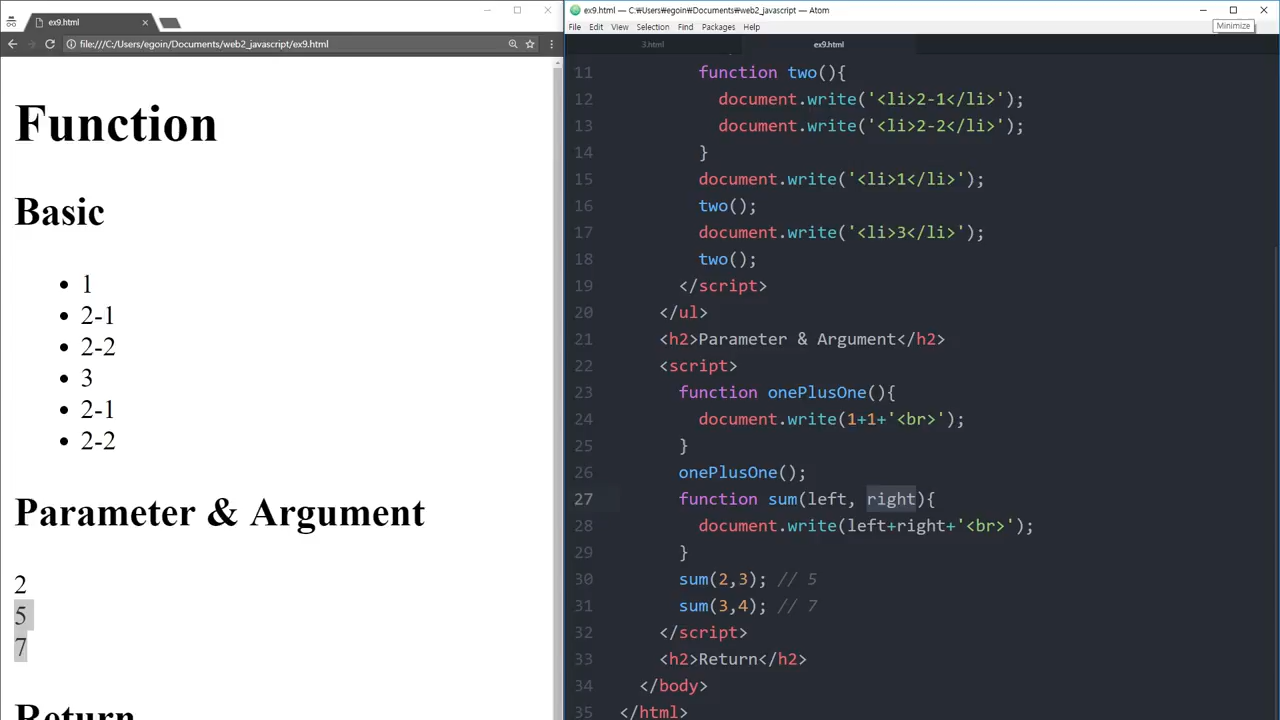 ex9.html
file:///C:/Users/egoin/Documents/web2_javascript/ex9.html
Function
Basic
1
2-1
2-2
3
2-1
2-2
Parameter & Argument
2
5
7
Return
ex9.html — C:₩Users₩egoin₩Documents₩web2_javascript — Atom
File Edit View Selection Find Packages Help
Minimize
3.html ex9.html
11 function two(){
12 document.write('<li>2-1</li>');
13 document.write('<li>2-2</li>');
14 }
15 document.write('<li>1</li>');
16 two();
17 document.write('<li>3</li>');
18 two();
19 </script>
20 </ul>
21 <h2>Parameter & Argument</h2>
22 <script>
23 function onePlusOne(){
24 document.write(1+1+'<br>');
25 }
26 onePlusOne();
27 function sum(left, right){
28 document.write(left+right+'<br>');
29 }
30 sum(2,3); // 5
31 sum(3,4); // 7
32 </script>
33 <h2>Return</h2>
34 </body>
35 </html>